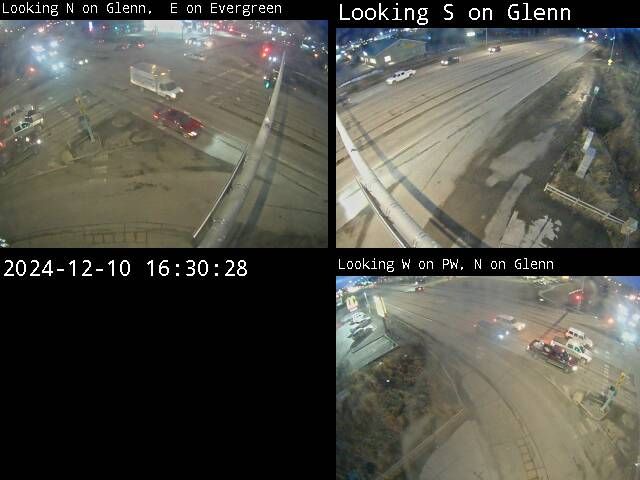 Looking N on Glenn,  E on Evergreen
Looking S on Glenn
2024-12-10 16:30:28
Looking W on PW, N on Glenn